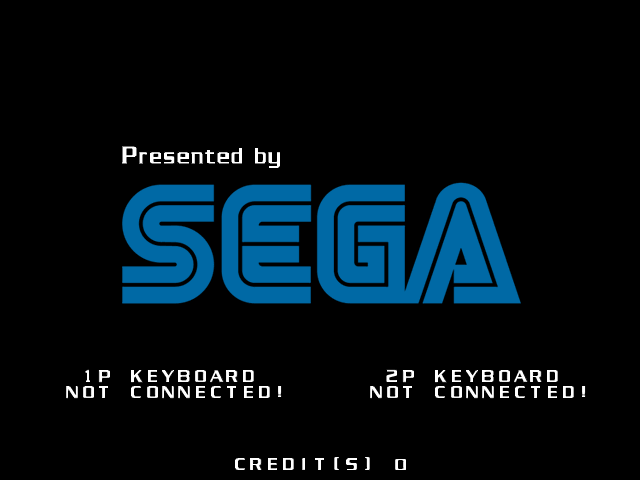 Presented by
SEGA
1P KEYBOARD
NOT CONNECTED!
2P KEYBOARD
NOT CONNECTED!
CREDIT(S) 0